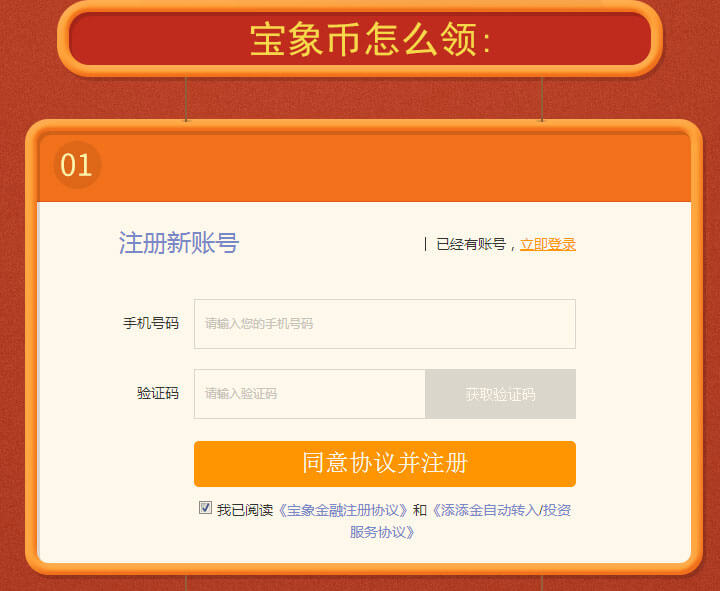 宝象币怎么领:
01
注册新账号
已经有账号，立即登录
手机号码
请输入您的手机号码
验证码
请输入验证码
获取验证码
同意协议并注册
我已阅读《宝象金融注册协议》和《添添金自动转入/投资
服务协议》